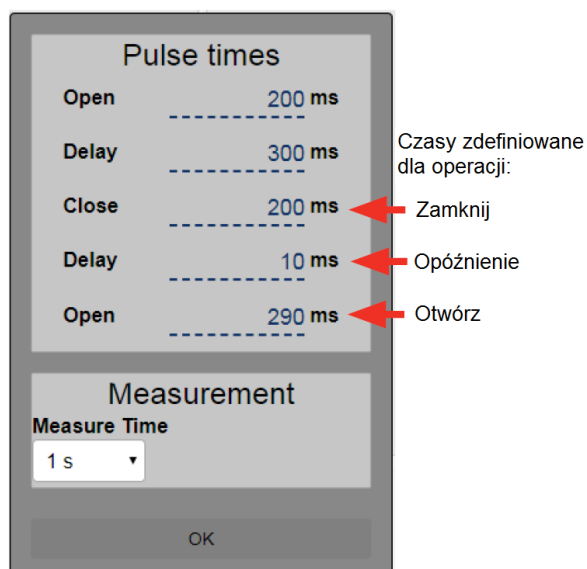 Pulse times
Open 200 ms
Delay 300 ms
Czasy zdefiniowane
dla operacji:
Close 200 ms Zamknij
Delay 10 ms Opóźnienie
Open 290 ms Otwórz
Measurement
Measure Time
1 s
OK